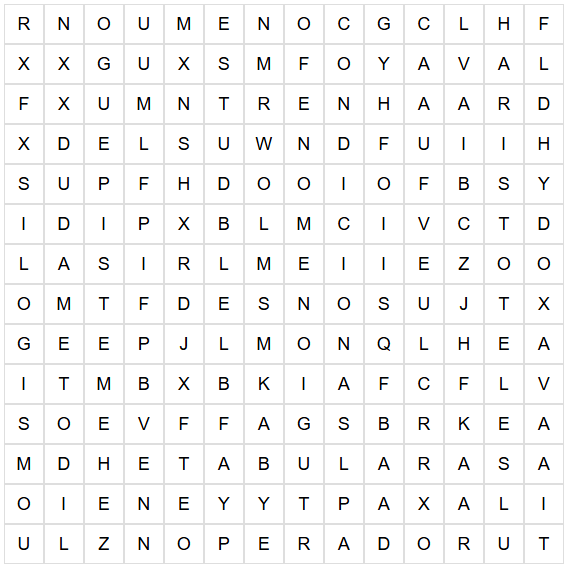 R N O U M E N O C G C L H F
X X G U X S M F O Y A V A L
F X U M N T R E N H A A R D
X D E L S U W N D F U I I H
S U P F H D O O I O F B S Y
I D I P X B L M C I V C T D
L A S I R L M E I I E Z O O
O M T F D E S N O S U J T X
G E E P J L M O N Q L H E A
I T M B X B K I A F C F L V
S O E V F F A G S B R K E A
M D H E T A B U L A R A S A
O I E N E Y Y T P A X A L I
U L Z N O P E R A D O R U T